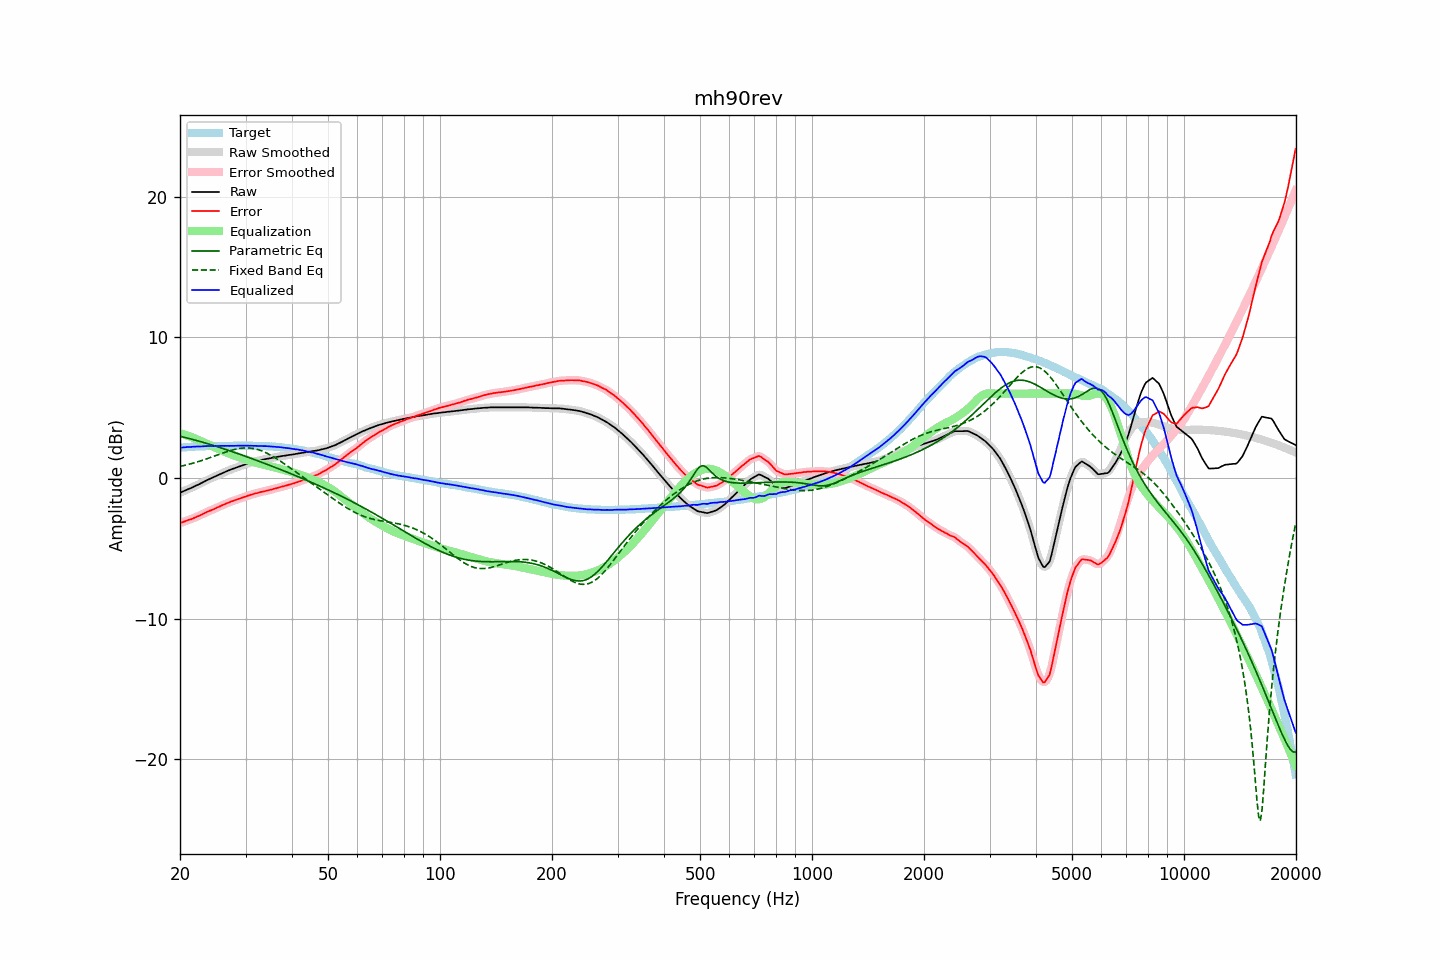 mh90rev
Target
Raw Smoothed
Error Smoothed
Raw
Error
Equalization
Parametric Eq
Fixed Band Eq
Equalized
Amplitude (dBr)
20
10
0
−10
−20
20 50 100 200 500 1000 2000 5000 10000 20000
Frequency (Hz)